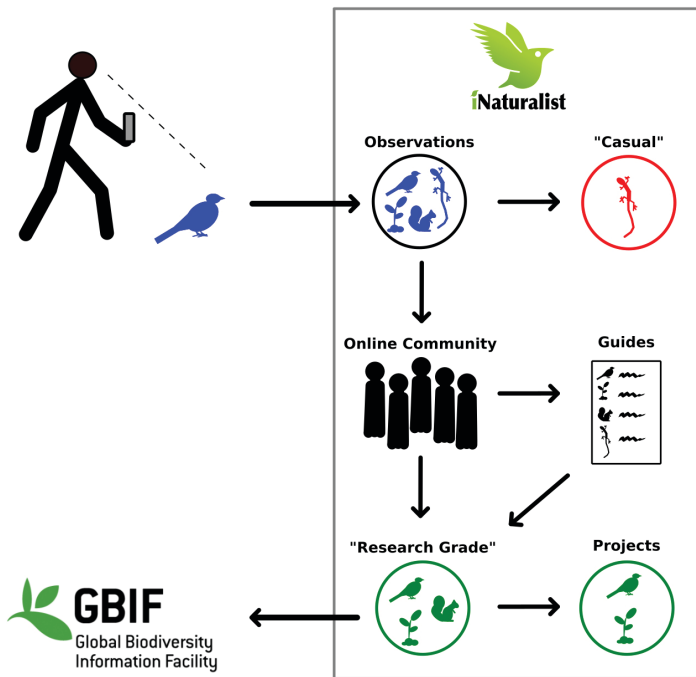 iNaturalist
Observations
"Casual"
Online Community
Guides
"Research Grade"
Projects
GBIF
Global Biodiversity
Information Facility